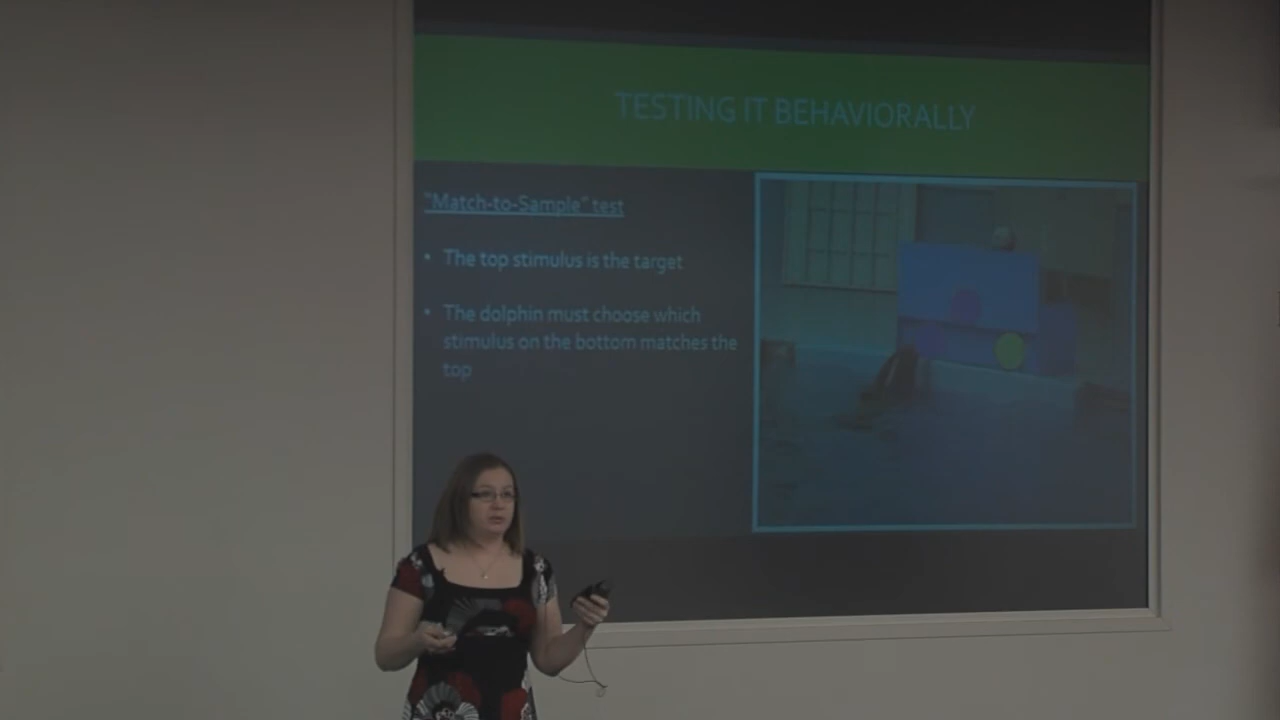 TESTING IT BEHAVIORALLY
"Match-to-Sample" test
• The top stimulus is the target
• The dolphin must choose which
stimulus on the bottom matches the
top